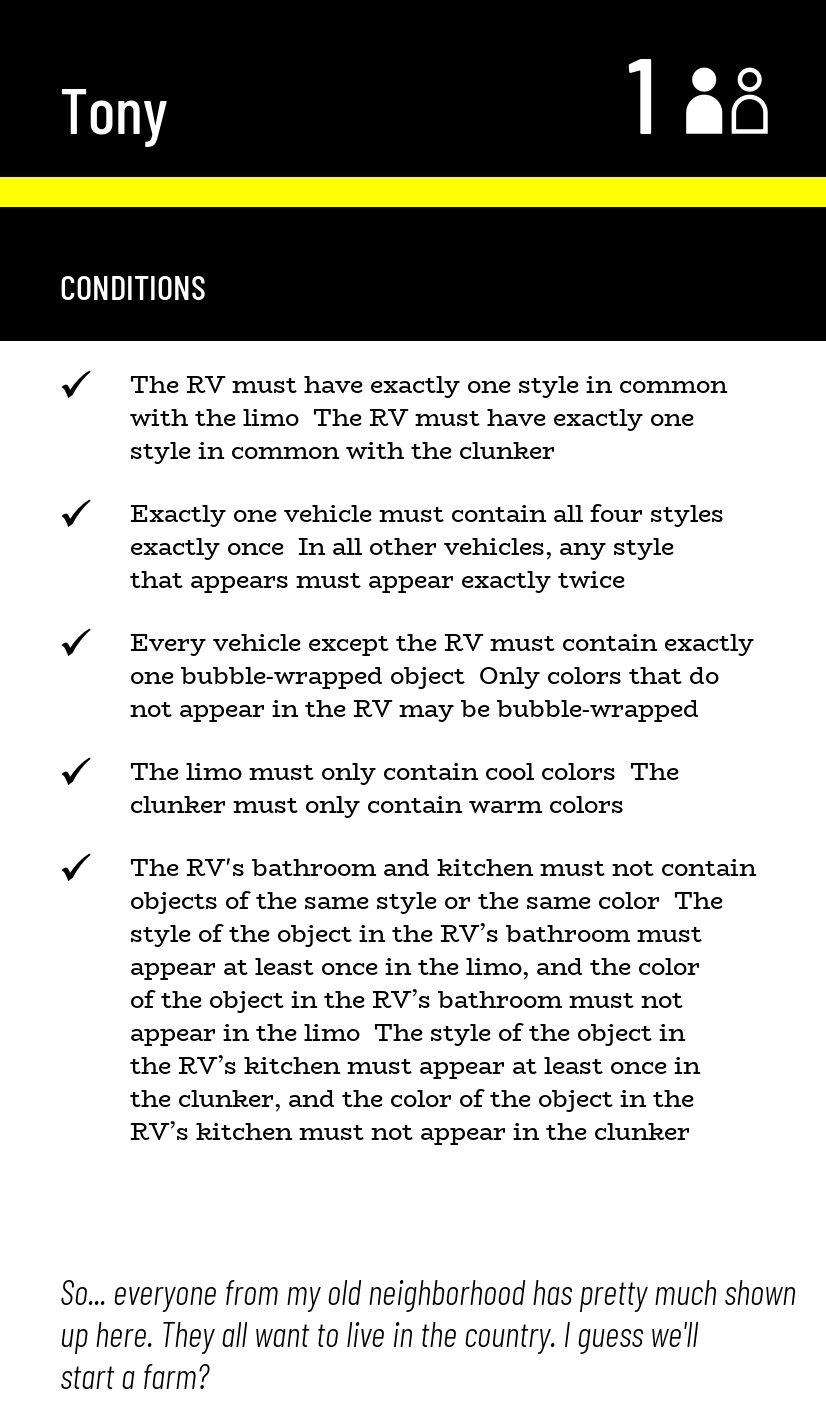 Tony
1
CONDITIONS
The RV must have exactly one style in common
with the limo  The RV must have exactly one
style in common with the clunker
Exactly one vehicle must contain all four styles
exactly once  In all other vehicles, any style
that appears must appear exactly twice
Every vehicle except the RV must contain exactly
one bubble-wrapped object  Only colors that do
not appear in the RV may be bubble-wrapped
The limo must only contain cool colors  The
clunker must only contain warm colors
The RV's bathroom and kitchen must not contain
objects of the same style or the same color  The
style of the object in the RV’s bathroom must
appear at least once in the limo, and the color
of the object in the RV’s bathroom must not
appear in the limo  The style of the object in
the RV’s kitchen must appear at least once in
the clunker, and the color of the object in the
RV’s kitchen must not appear in the clunker
So... everyone from my old neighborhood has pretty much shown
up here. They all want to live in the country. I guess we'll
start a farm?